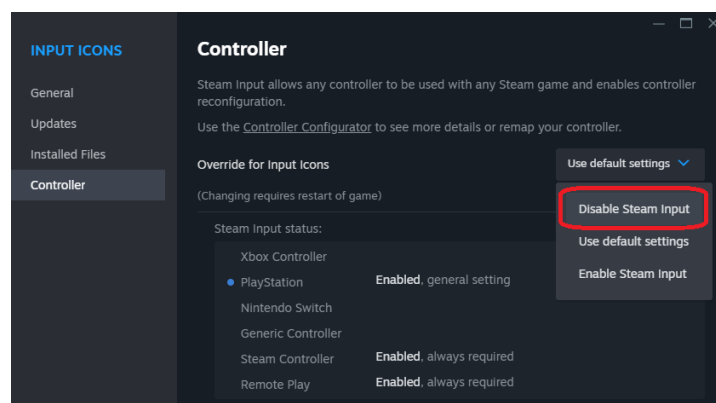 INPUT ICONS
General
Updates
Installed Files
Controller
Controller
Steam Input allows any controller to be used with any Steam game and enables controller
reconfiguration.
Use the Controller Configurator to see more details or remap your controller.
Override for Input Icons
Use default settings
(Changing requires restart of game)
Disable Steam Input
Use default settings
Enable Steam Input
Steam Input status:
Xbox Controller
PlayStation Enabled, general setting
Nintendo Switch
Generic Controller
Steam Controller Enabled, always required
Remote Play Enabled, always required